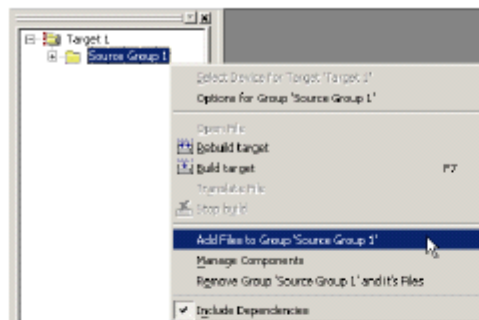 Target 1
Source Group 1
Select Device for Target 'Target 1'
Options for Group 'Source Group 1'
Open File
Rebuild target
Build target F7
Translate File
Stop build
Add Files to Group 'Source Group 1'
Manage Components
Remove Group 'Source Group 1' and it's Files
Include Dependencies